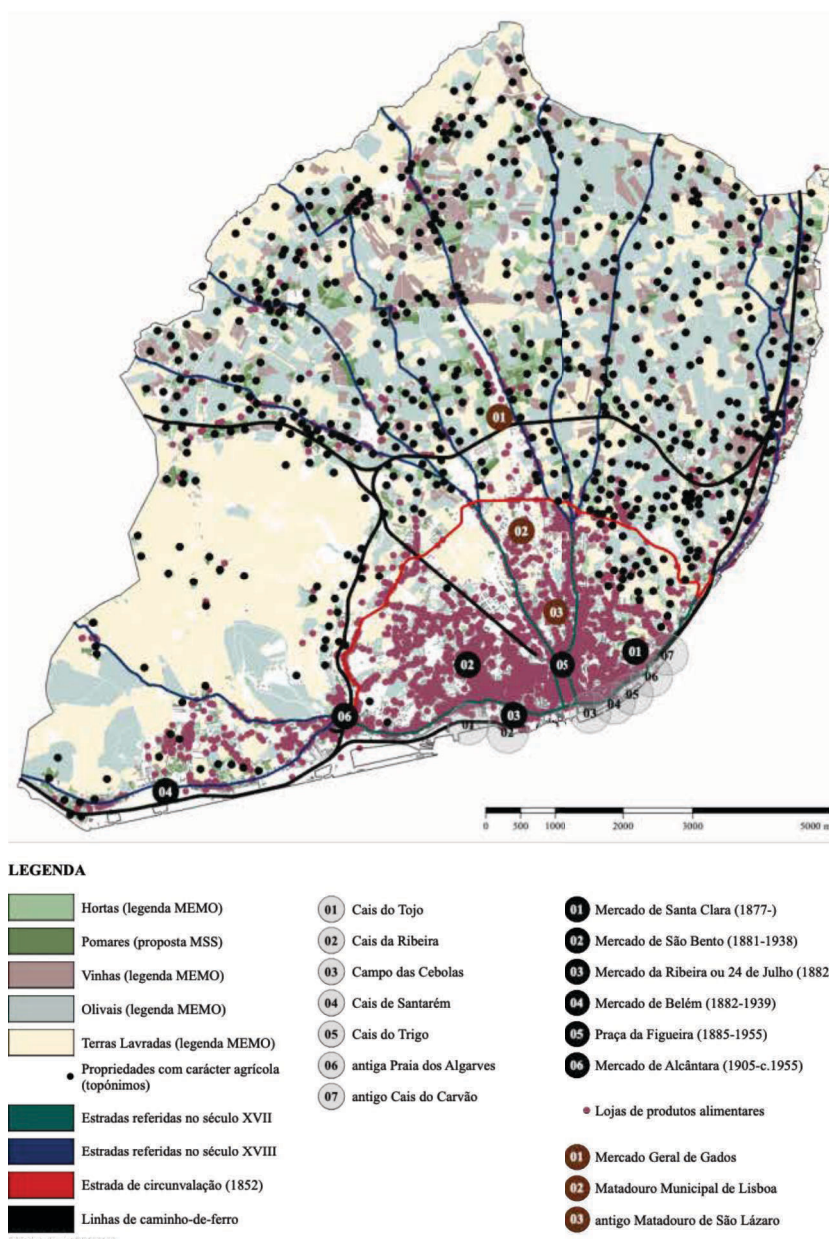 01
02
03
01
02
05
07
06
05
06
03
04
03
01
02
04
0 500 1000 2000 3000 5000 m
LEGENDA
Hortas (legenda MEMO)
Pomares (proposta MSS)
Vinhas (legenda MEMO)
Olivais (legenda MEMO)
Terras Lavradas (legenda MEMO)
Propriedades com carácter agrícola
(topónimos)
Estradas referidas no século XVII
Estradas referidas no século XVIII
Estrada de circunvalação (1852)
Linhas de caminho-de-ferro
01 Cais do Tojo
02 Cais da Ribeira
03 Campo das Cebolas
04 Cais de Santarém
05 Cais do Trigo
06 antiga Praia dos Algarves
07 antigo Cais do Carvão
01 Mercado de Santa Clara (1877-)
02 Mercado de São Bento (1881-1938)
03 Mercado da Ribeira ou 24 de Julho (1882
04 Mercado de Belém (1882-1939)
05 Praça da Figueira (1885-1955)
06 Mercado de Alcântara (1905-c.1955)
Lojas de produtos alimentares
01 Mercado Geral de Gados
02 Matadouro Municipal de Lisboa
03 antigo Matadouro de São Lázaro